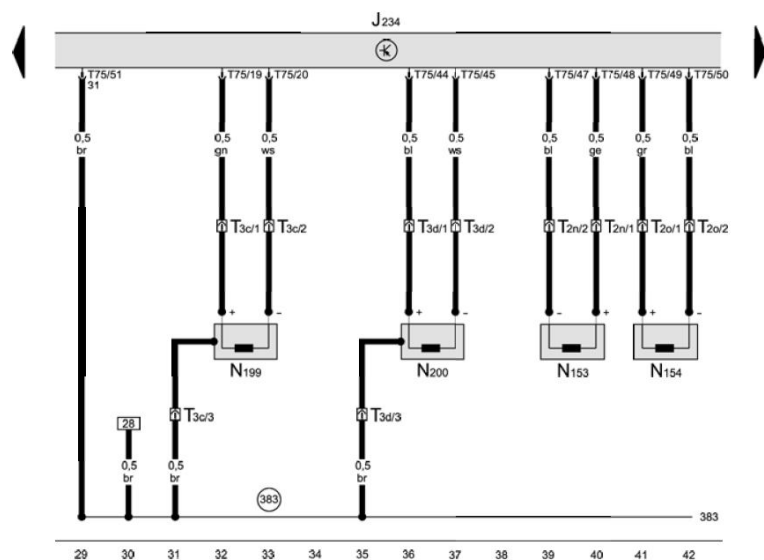 J234
T75/51 T75/19 T75/20 T75/44 T75/45 T75/47 T75/48 T75/49 T75/50
31
0,5 0,5 0,5 0,5 0,5 0,5 0,5 0,5 0,5
br gn ws bl ws bl ge gr bl
T3c/1 T3c/2 T3d/1 T3d/2 T2n/2 T2n/1 T2o/1 T2o/2
+ - + - - + + -
N199 N200 N153 N154
T3c/3 T3d/3
28
0,5 0,5 0,5
br br br
383
383
29 30 31 32 33 34 35 36 37 38 39 40 41 42